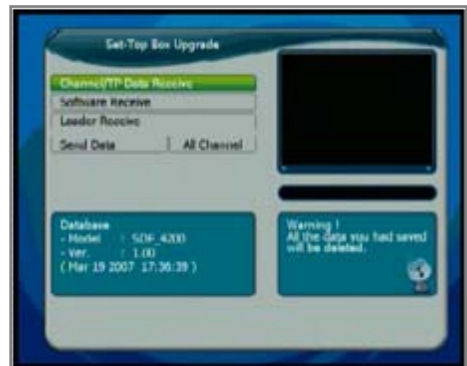 Set-Top Box Upgrade
Channel/TP Data Receive
Software Receive
Loader Receive
Send Data All Channel
Database
- Model : SDF_4200
- Ver. : 1.00
( Mar 19 2007 17:36:39 )
Warning !
All the data you had saved
will be deleted.